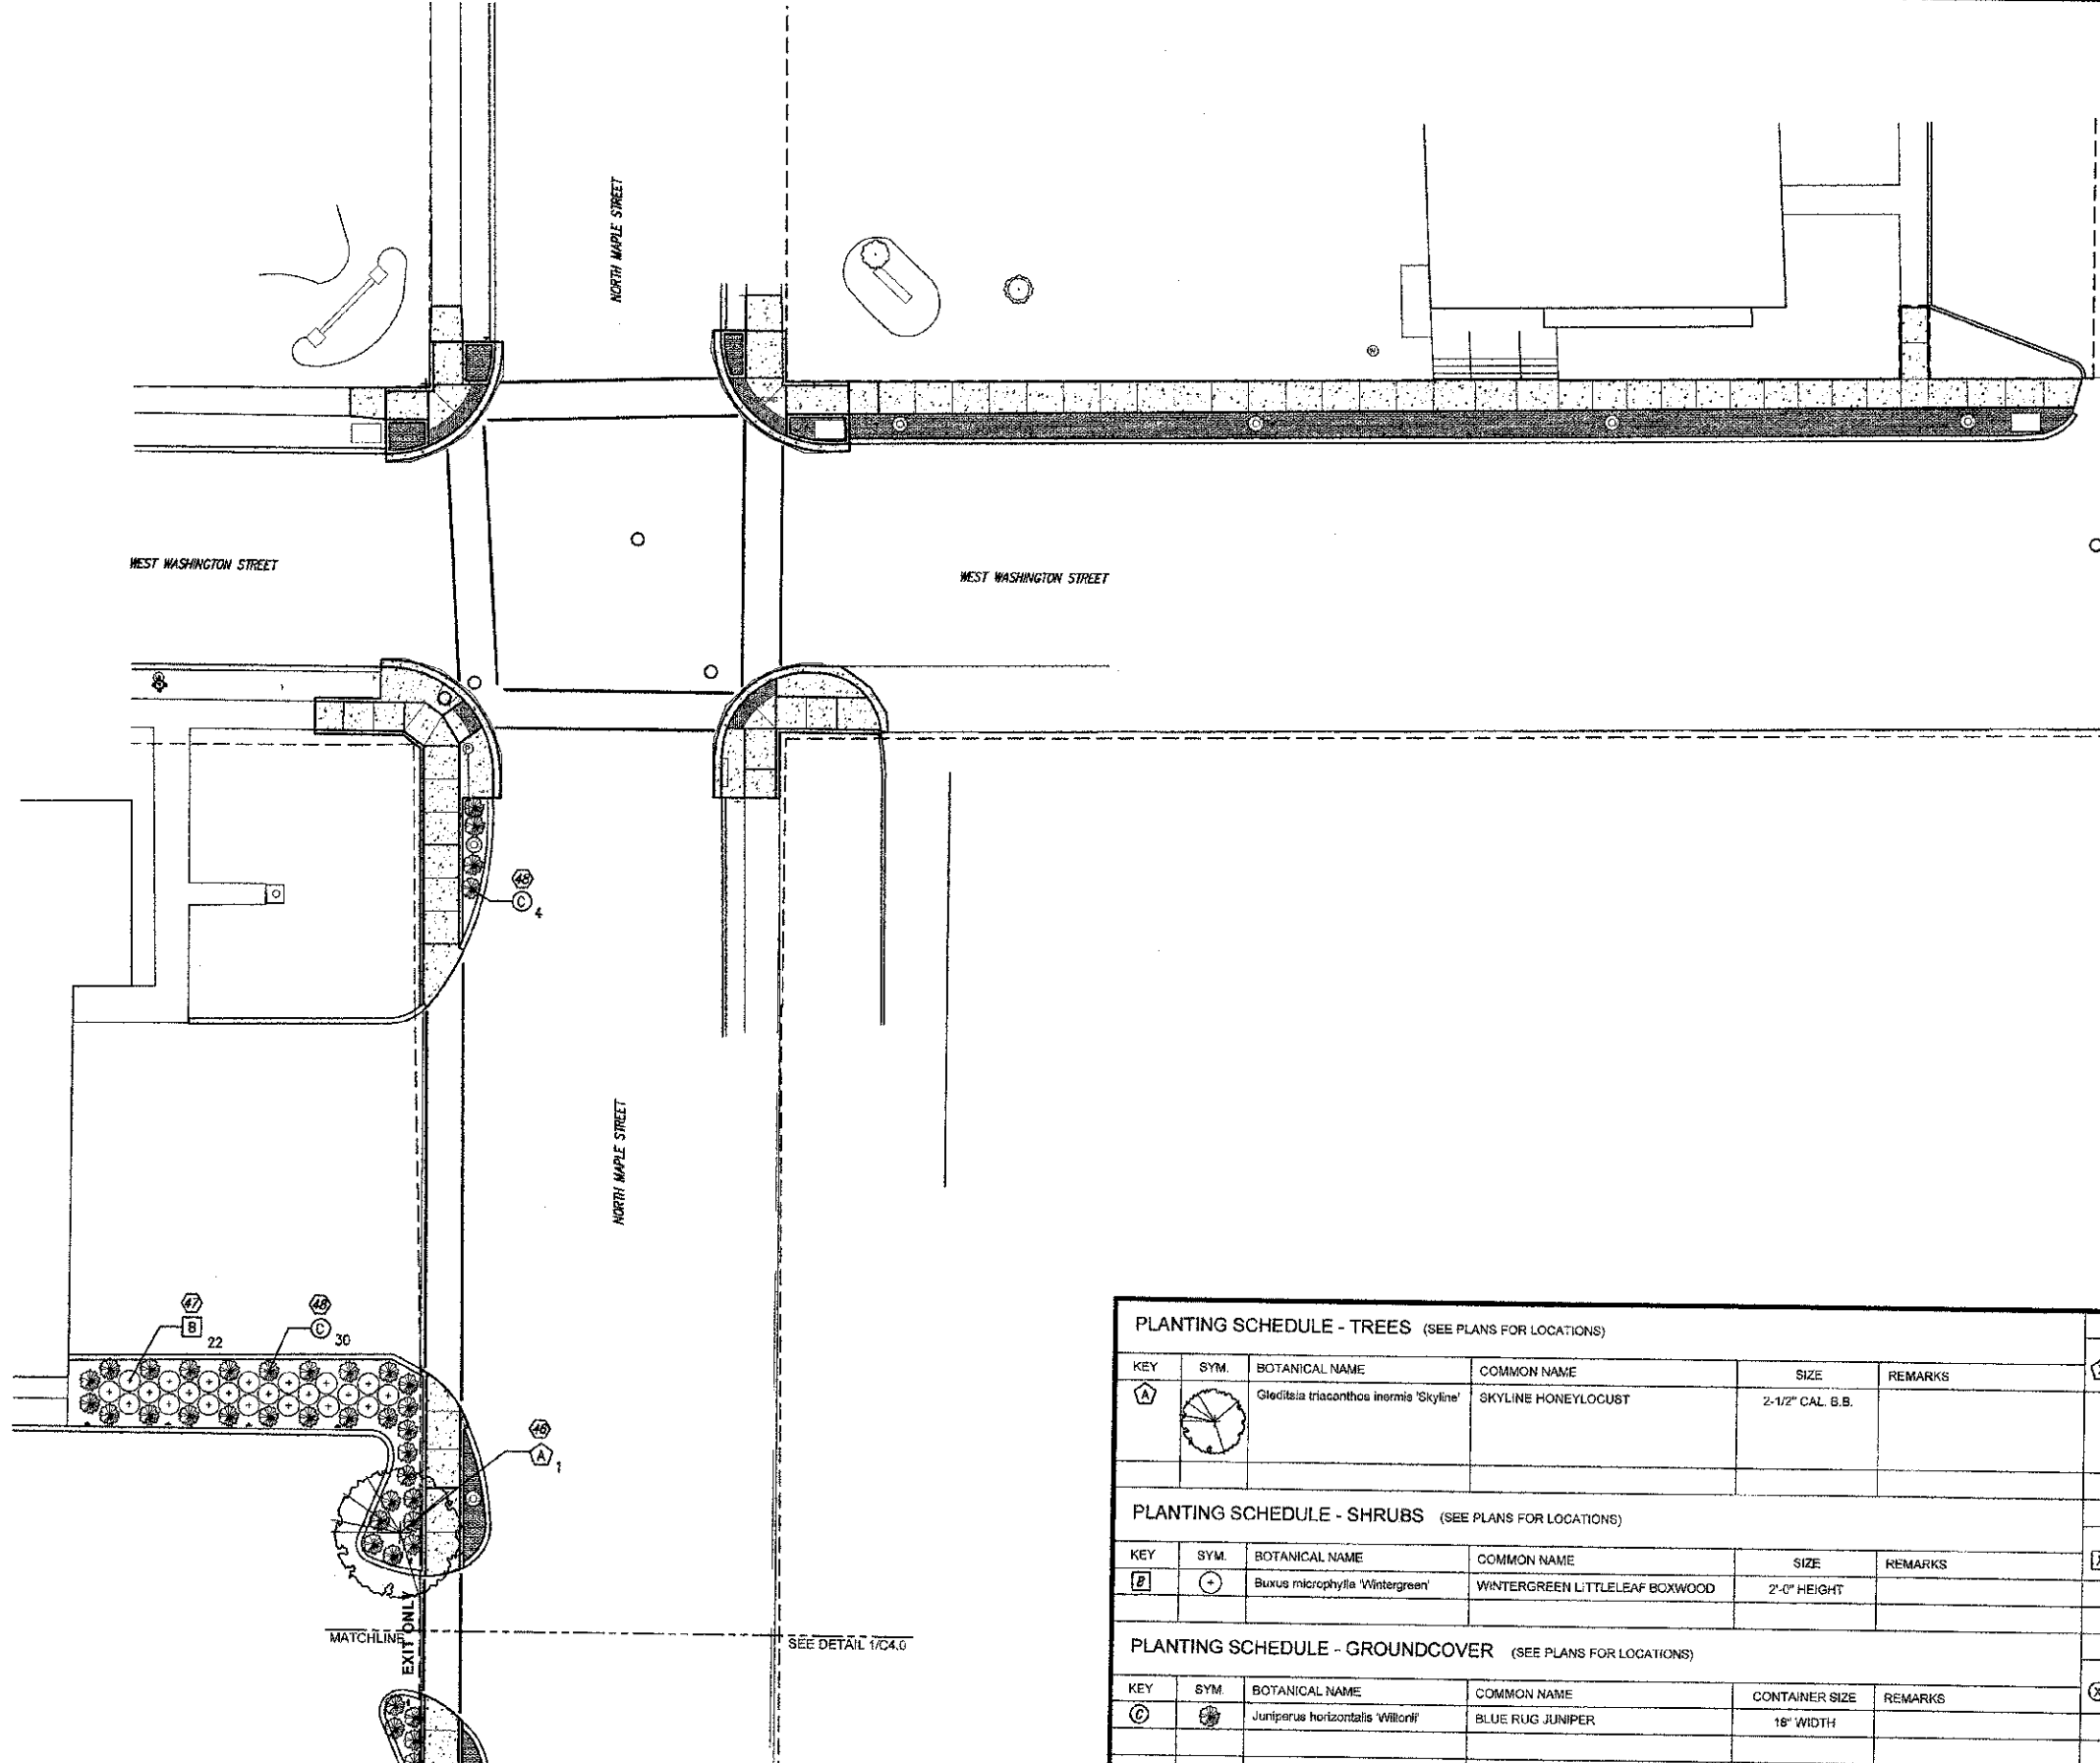 NORTH MAPLE STREET
WEST WASHINGTON STREET
WEST WASHINGTON STREET
48
C
4
NORTH MAPLE STREET
47
B
22
48
C
30
46
A
1
EXIT ONLY
MATCHLINE
SEE DETAIL 1/C4.0
PLANTING SCHEDULE - TREES (SEE PLANS FOR LOCATIONS)
KEY SYM. BOTANICAL NAME COMMON NAME SIZE REMARKS
A Gleditsia triaconthos inermis 'Skyline' SKYLINE HONEYLOCUST 2-1/2" CAL. B.B.
PLANTING SCHEDULE - SHRUBS (SEE PLANS FOR LOCATIONS)
KEY SYM. BOTANICAL NAME COMMON NAME SIZE REMARKS
B Buxus microphylla 'Wintergreen' WINTERGREEN LITTLELEAF BOXWOOD 2'-0" HEIGHT
PLANTING SCHEDULE - GROUNDCOVER (SEE PLANS FOR LOCATIONS)
KEY SYM. BOTANICAL NAME COMMON NAME CONTAINER SIZE REMARKS
C Juniperus horizontalis 'Wiltonii' BLUE RUG JUNIPER 18" WIDTH